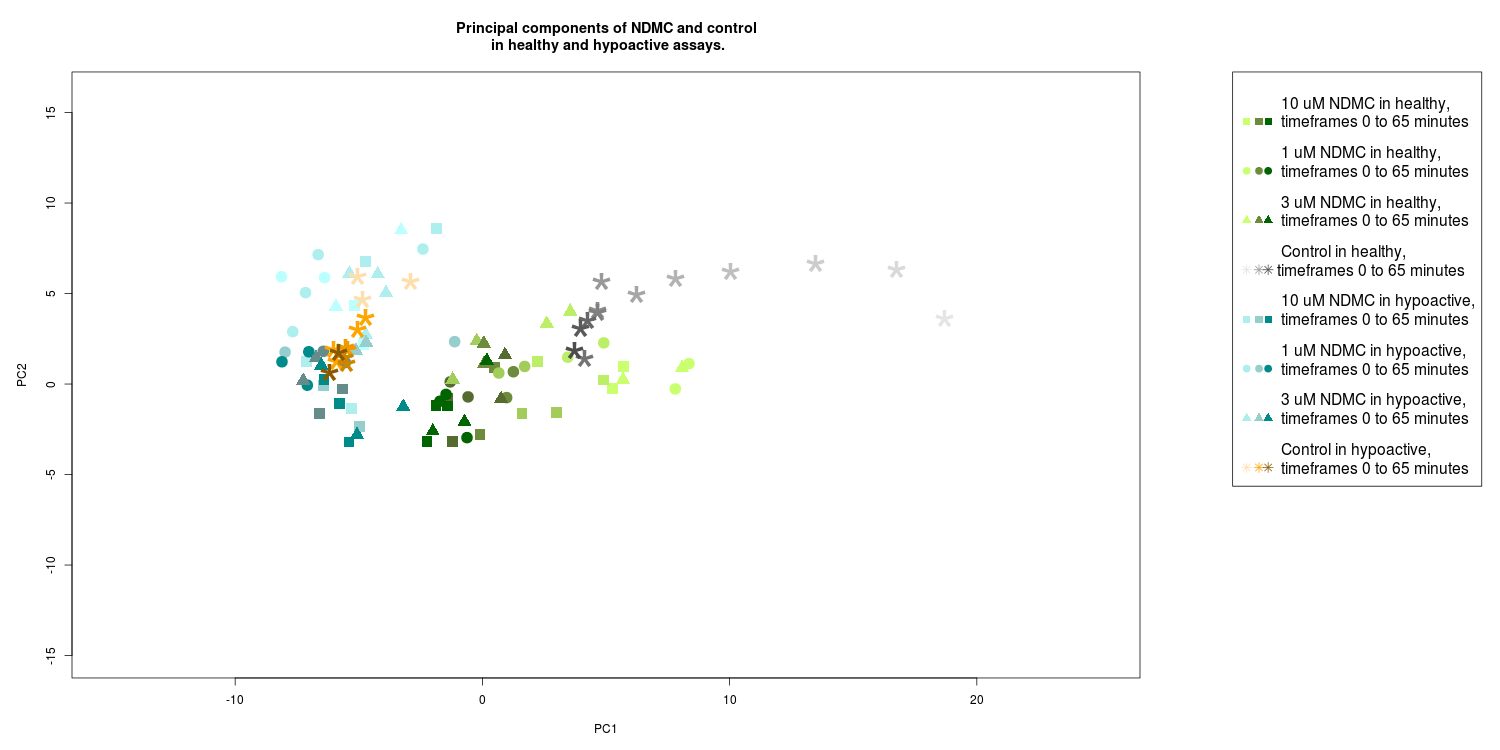 Principal components of NDMC and control
in healthy and hypoactive assays.
15
10
5
0
-5
-10
-15
PC2
-10
0
10
20
PC1
10 uM NDMC in healthy,
timeframes 0 to 65 minutes
1 uM NDMC in healthy,
timeframes 0 to 65 minutes
3 uM NDMC in healthy,
timeframes 0 to 65 minutes
Control in healthy,
timeframes 0 to 65 minutes
10 uM NDMC in hypoactive,
timeframes 0 to 65 minutes
1 uM NDMC in hypoactive,
timeframes 0 to 65 minutes
3 uM NDMC in hypoactive,
timeframes 0 to 65 minutes
Control in hypoactive,
timeframes 0 to 65 minutes